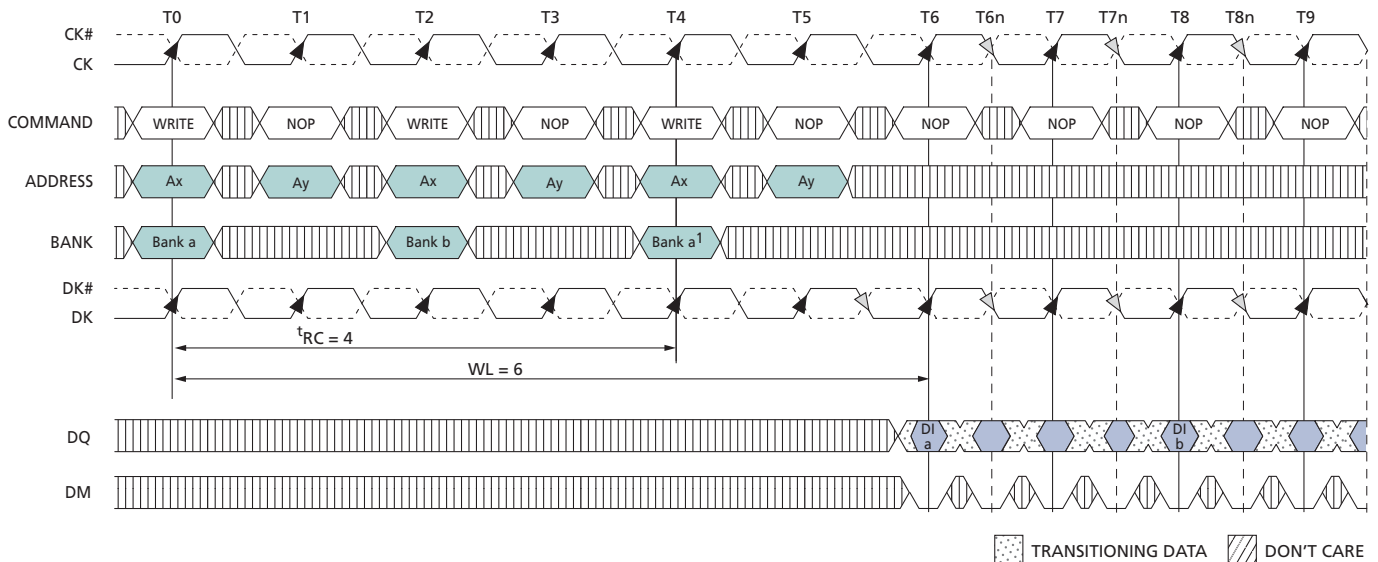 T0 T1 T2 T3 T4 T5 T6 T6n T7 T7n T8 T8n T9
CK#
CK
COMMAND WRITE NOP WRITE NOP WRITE NOP NOP NOP NOP NOP
ADDRESS Ax Ay Ax Ay Ax Ay
BANK Bank a Bank b Bank a1
DK#
DK
tRC = 4
WL = 6
DQ DI a DI b
DM
TRANSITIONING DATA DON'T CARE